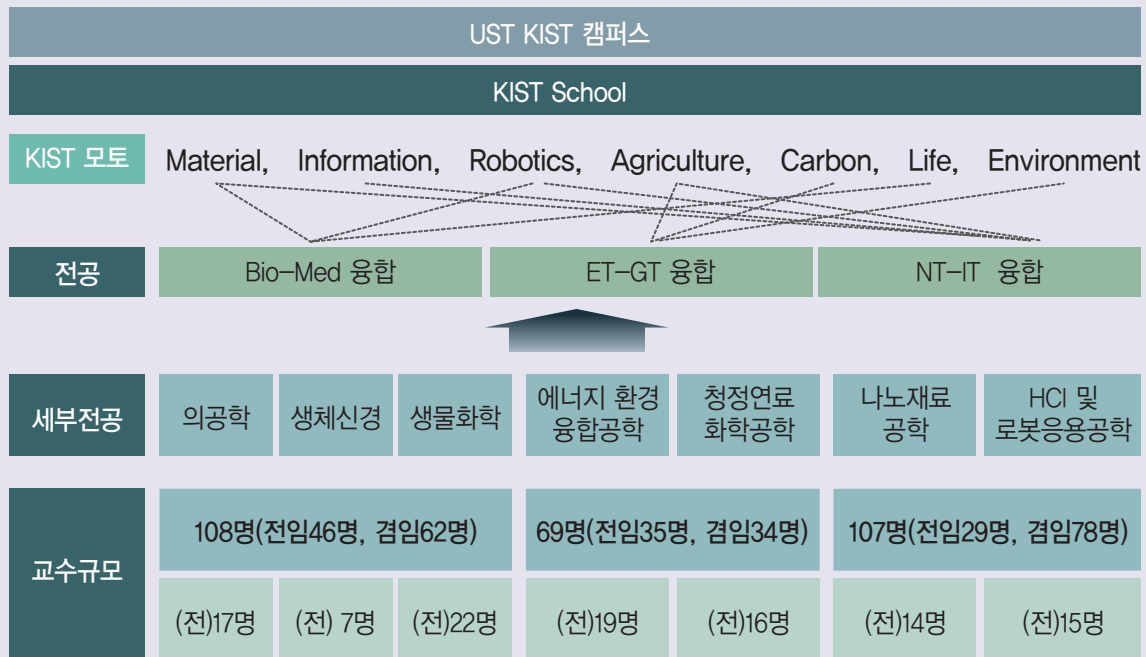 UST KIST 캠퍼스
KIST School
KIST 모토
Material, Information, Robotics, Agriculture, Carbon, Life, Environment
전공
Bio-Med 융합
ET-GT 융합
NT-IT 융합
세부전공
의공학
생체신경
생물화학
에너지 환경
융합공학
청정연료
화학공학
나노재료
공학
HCI 및
로봇응용공학
교수규모
108명(전임46명, 겸임62명)
69명(전임35명, 겸임34명)
107명(전임29명, 겸임78명)
(전)17명
(전) 7명
(전)22명
(전)19명
(전)16명
(전)14명
(전)15명